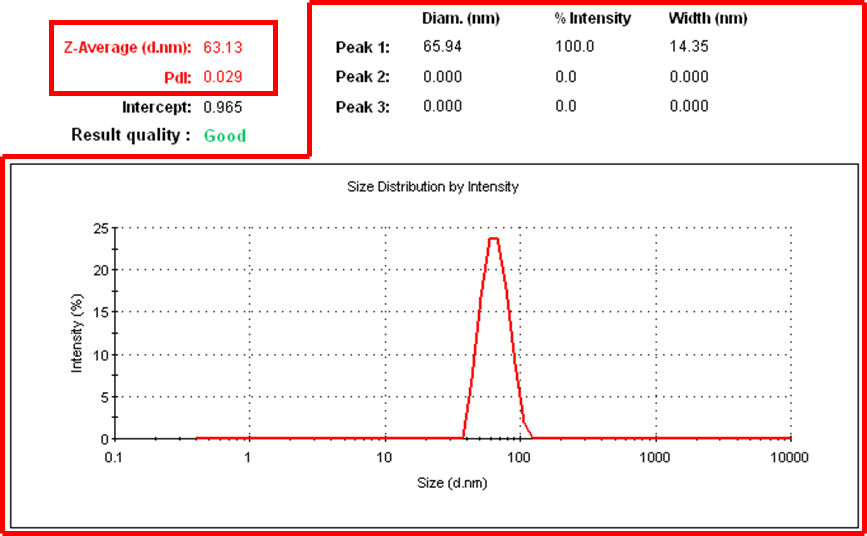 Diam. (nm) % Intensity Width (nm)
Z-Average (d.nm): 63.13 Peak 1: 65.94 100.0 14.35
PdI: 0.029 Peak 2: 0.000 0.0 0.000
Intercept: 0.965 Peak 3: 0.000 0.0 0.000
Result quality : Good
Size Distribution by Intensity
25
20
15
10
5
0
Intensity (%)
0.1 1 10 100 1000 10000
Size (d.nm)